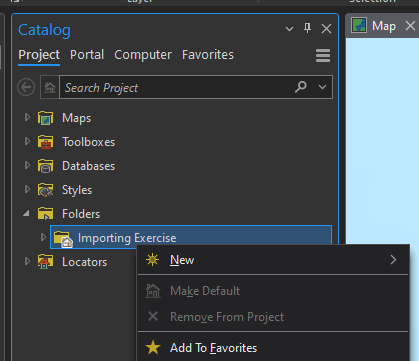 Layer
Selection
Catalog
Map
Project Portal Computer Favorites
Search Project
Maps
Toolboxes
Databases
Styles
Folders
Importing Exercise
Locators
New
Make Default
Remove From Project
Add To Favorites